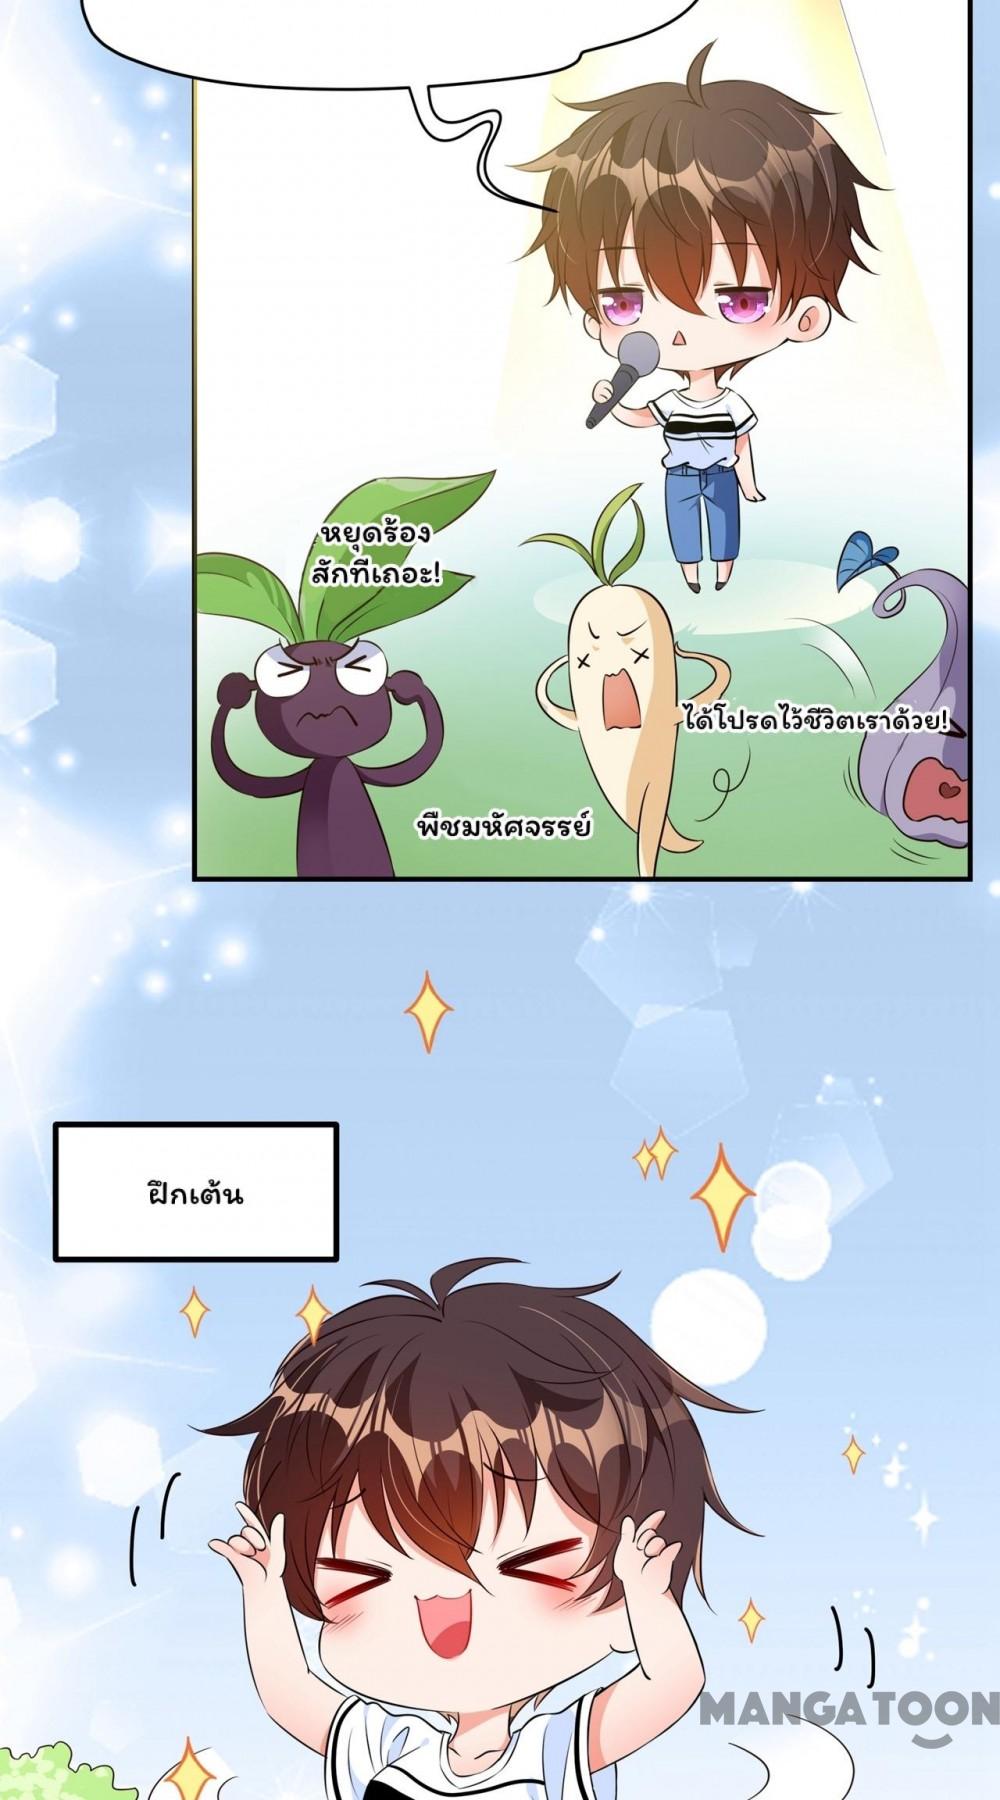 หยุดร้อง
สักทีเถอะ!
ได้โปรดไว้ชีวิตเราด้วย!
พืชมหัศจรรย์
ฝึกเต้น
MANGATOON